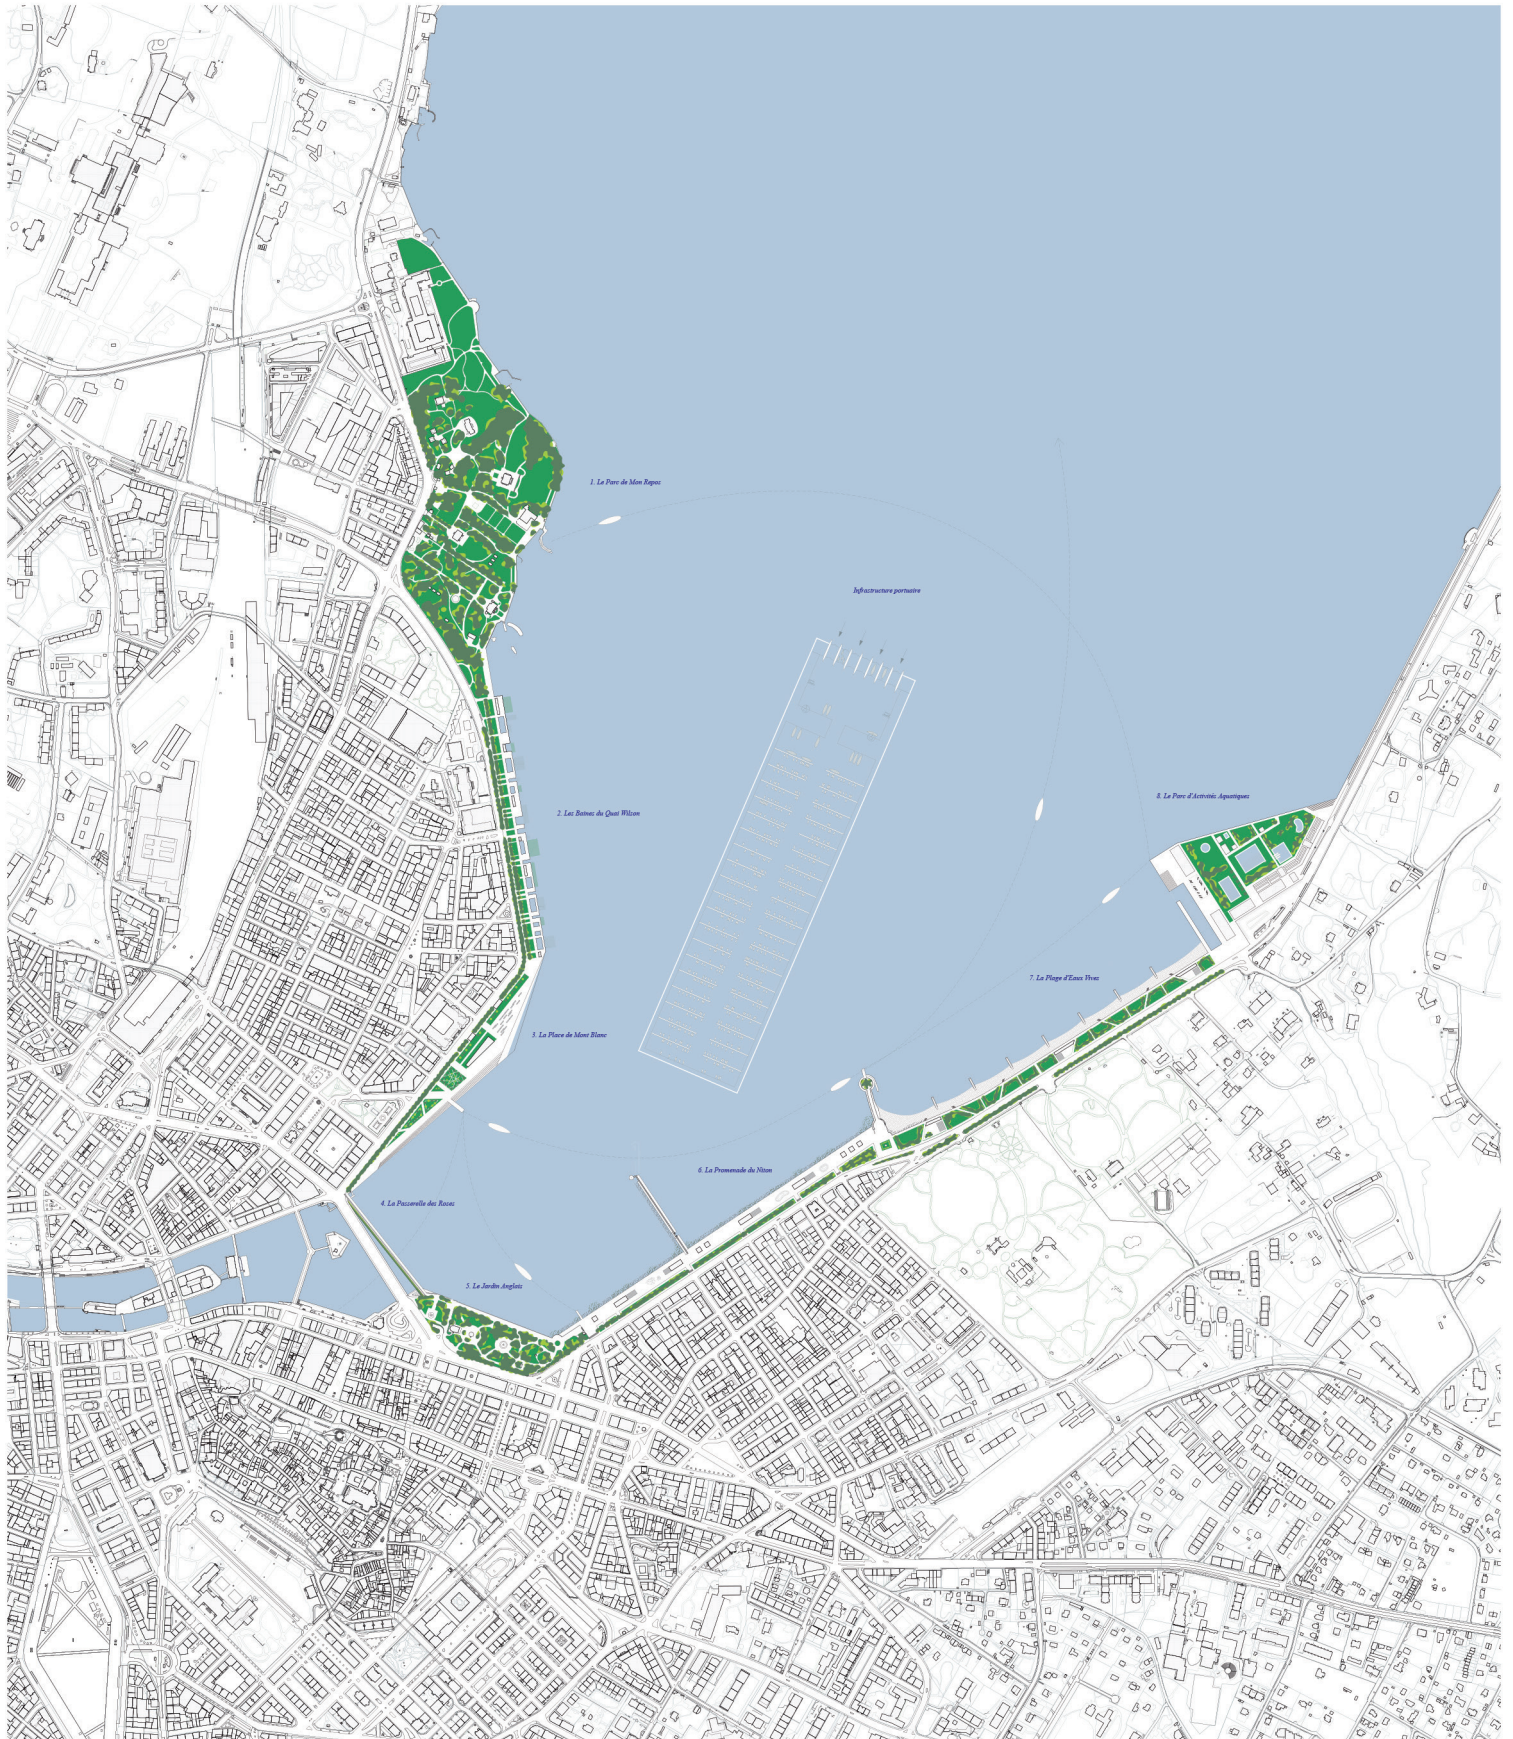 1. Le Parc de Mon Repos
Infrastructure portuaire
8. Le Parc d'Activités Aquatiques
2. Les Baines du Quai Wilson
7. La Plage d'Eaux Vives
3. La Place de Mont Blanc
6. La Promenade du Niton
4. La Passerelle des Roses
5. Le Jardin Anglais